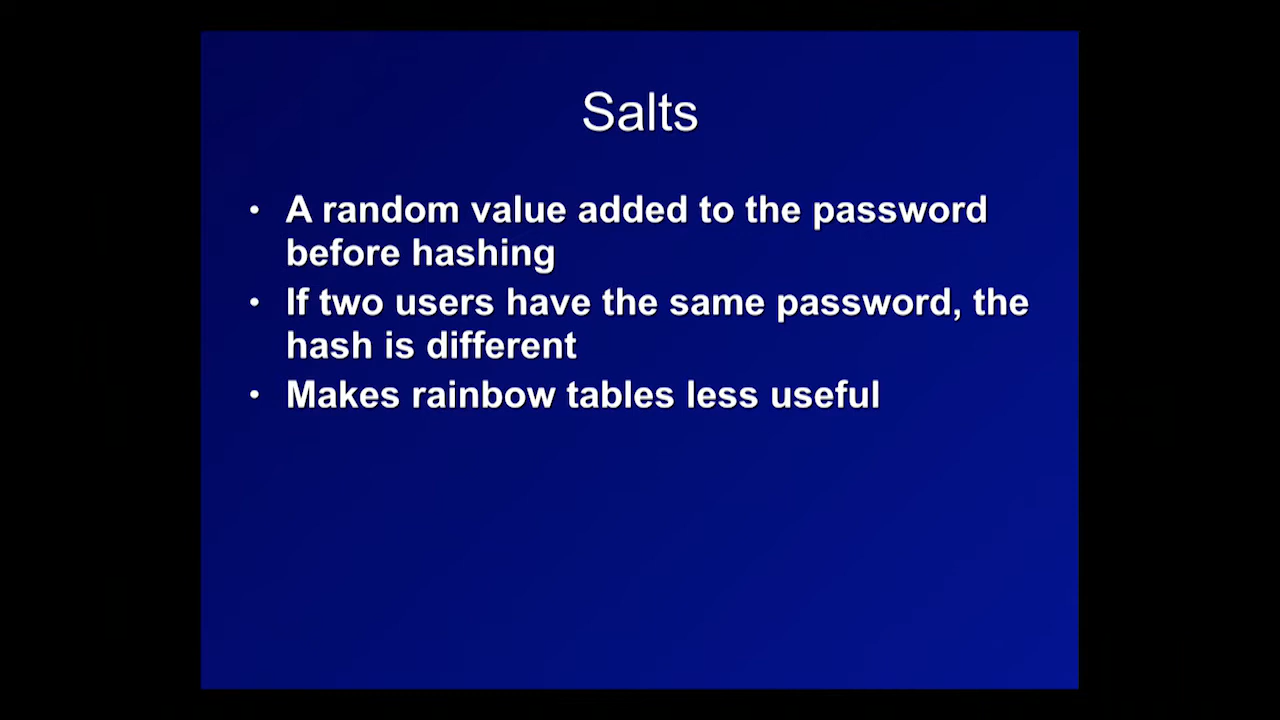 Salts
• A random value added to the password
before hashing
• If two users have the same password, the
hash is different
• Makes rainbow tables less useful